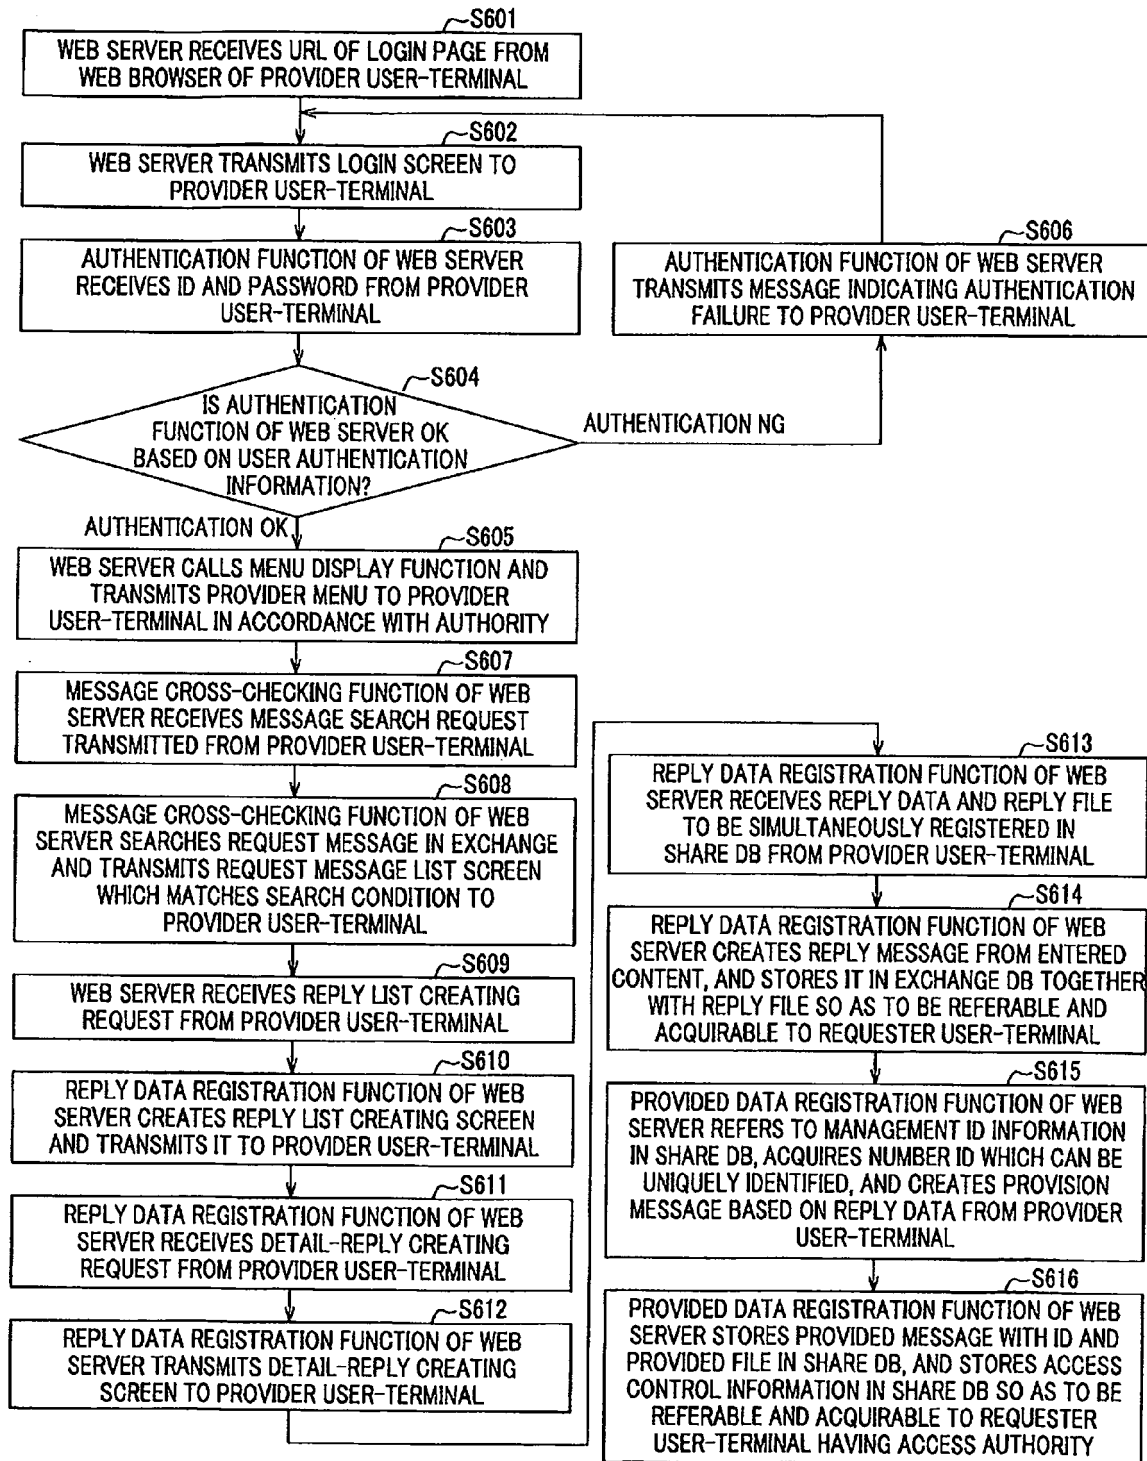 S601
WEB SERVER RECEIVES URL OF LOGIN PAGE FROM
WEB BROWSER OF PROVIDER USER-TERMINAL
S602
WEB SERVER TRANSMITS LOGIN SCREEN TO
PROVIDER USER-TERMINAL
S603
AUTHENTICATION FUNCTION OF WEB SERVER
RECEIVES ID AND PASSWORD FROM PROVIDER
USER-TERMINAL
S606
AUTHENTICATION FUNCTION OF WEB SERVER
TRANSMITS MESSAGE INDICATING AUTHENTICATION
FAILURE TO PROVIDER USER-TERMINAL
S604
IS AUTHENTICATION
FUNCTION OF WEB SERVER OK
BASED ON USER AUTHENTICATION
INFORMATION?
AUTHENTICATION NG
AUTHENTICATION OK
S605
WEB SERVER CALLS MENU DISPLAY FUNCTION AND
TRANSMITS PROVIDER MENU TO PROVIDER
USER-TERMINAL IN ACCORDANCE WITH AUTHORITY
S607
MESSAGE CROSS-CHECKING FUNCTION OF WEB
SERVER RECEIVES MESSAGE SEARCH REQUEST
TRANSMITTED FROM PROVIDER USER-TERMINAL
S608
MESSAGE CROSS-CHECKING FUNCTION OF WEB
SERVER SEARCHES REQUEST MESSAGE IN EXCHANGE
AND TRANSMITS REQUEST MESSAGE LIST SCREEN
WHICH MATCHES SEARCH CONDITION TO
PROVIDER USER-TERMINAL
S609
WEB SERVER RECEIVES REPLY LIST CREATING
REQUEST FROM PROVIDER USER-TERMINAL
S610
REPLY DATA REGISTRATION FUNCTION OF WEB
SERVER CREATES REPLY LIST CREATING SCREEN
AND TRANSMITS IT TO PROVIDER USER-TERMINAL
S611
REPLY DATA REGISTRATION FUNCTION OF WEB
SERVER RECEIVES DETAIL-REPLY CREATING
REQUEST FROM PROVIDER USER-TERMINAL
S612
REPLY DATA REGISTRATION FUNCTION OF WEB
SERVER TRANSMITS DETAIL-REPLY CREATING
SCREEN TO PROVIDER USER-TERMINAL
S613
REPLY DATA REGISTRATION FUNCTION OF WEB
SERVER RECEIVES REPLY DATA AND REPLY FILE
TO BE SIMULTANEOUSLY REGISTERED IN
SHARE DB FROM PROVIDER USER-TERMINAL
S614
REPLY DATA REGISTRATION FUNCTION OF WEB
SERVER CREATES REPLY MESSAGE FROM ENTERED
CONTENT, AND STORES IT IN EXCHANGE DB TOGETHER
WITH REPLY FILE SO AS TO BE REFERABLE AND
ACQUIRABLE TO REQUESTER USER-TERMINAL
S615
PROVIDED DATA REGISTRATION FUNCTION OF WEB
SERVER REFERS TO MANAGEMENT ID INFORMATION
IN SHARE DB, ACQUIRES NUMBER ID WHICH CAN BE
UNIQUELY IDENTIFIED, AND CREATES PROVISION
MESSAGE BASED ON REPLY DATA FROM PROVIDER
USER-TERMINAL
S616
PROVIDED DATA REGISTRATION FUNCTION OF WEB
SERVER STORES PROVIDED MESSAGE WITH ID AND
PROVIDED FILE IN SHARE DB, AND STORES ACCESS
CONTROL INFORMATION IN SHARE DB SO AS TO BE
REFERABLE AND ACQUIRABLE TO REQUESTER
USER-TERMINAL HAVING ACCESS AUTHORITY